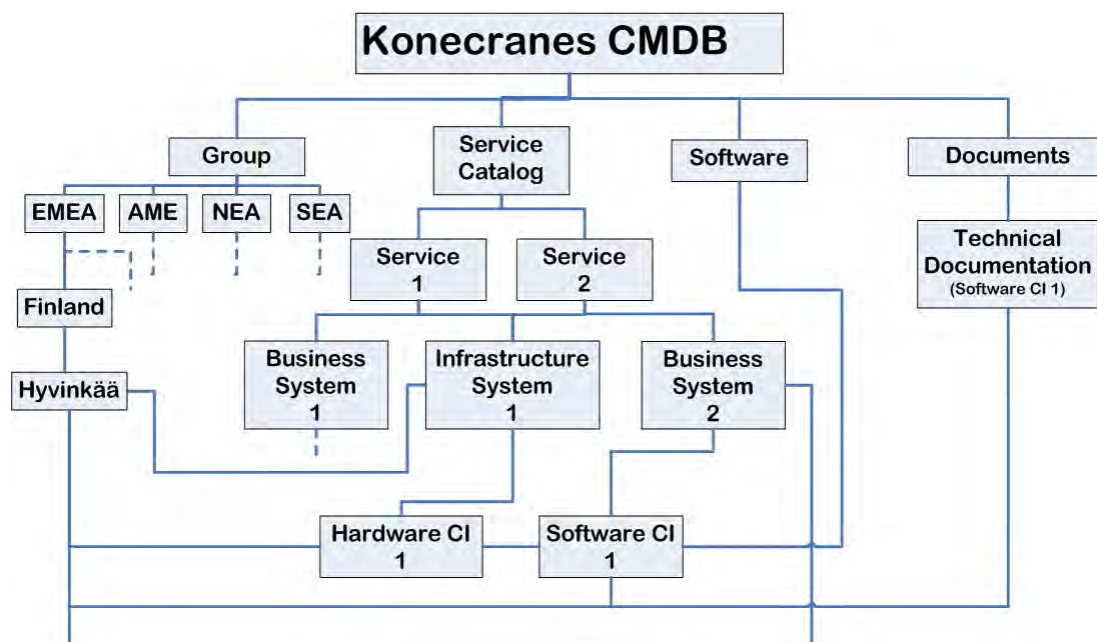 Konecranes CMDB
Group
Service
Catalog
Software
Documents
EMEA
AME
NEA
SEA
Service
1
Service
2
Technical
Documentation
(Software CI 1)
Finland
Business
System
1
Infrastructure
System
1
Business
System
2
Hyvinkää
Hardware CI
1
Software CI
1